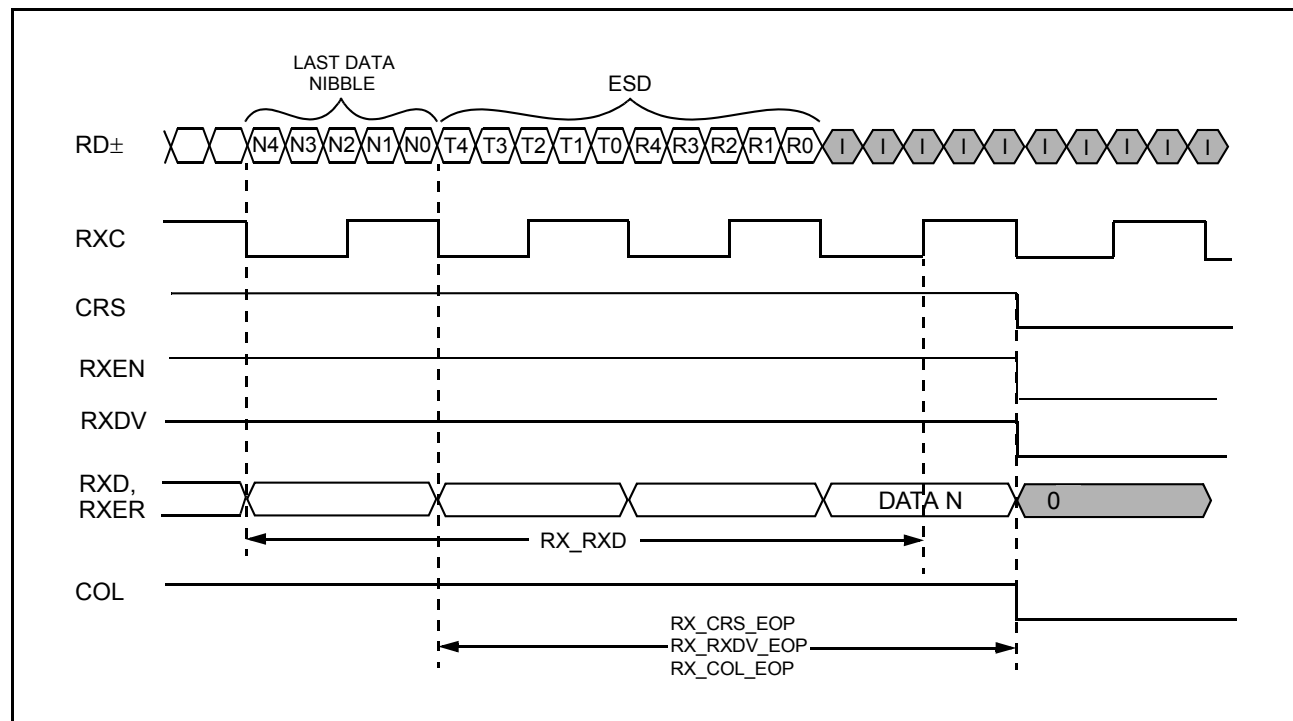 LAST DATA
NIBBLE
ESD
RD±
N4 N3 N2 N1 N0 T4 T3 T2 T1 T0 R4 R3 R2 R1 R0 I I I I I I I I I I
RXC
CRS
RXEN
RXDV
RXD,
RXER
DATA N
0
RX_RXD
COL
RX_CRS_EOP
RX_RXDV_EOP
RX_COL_EOP